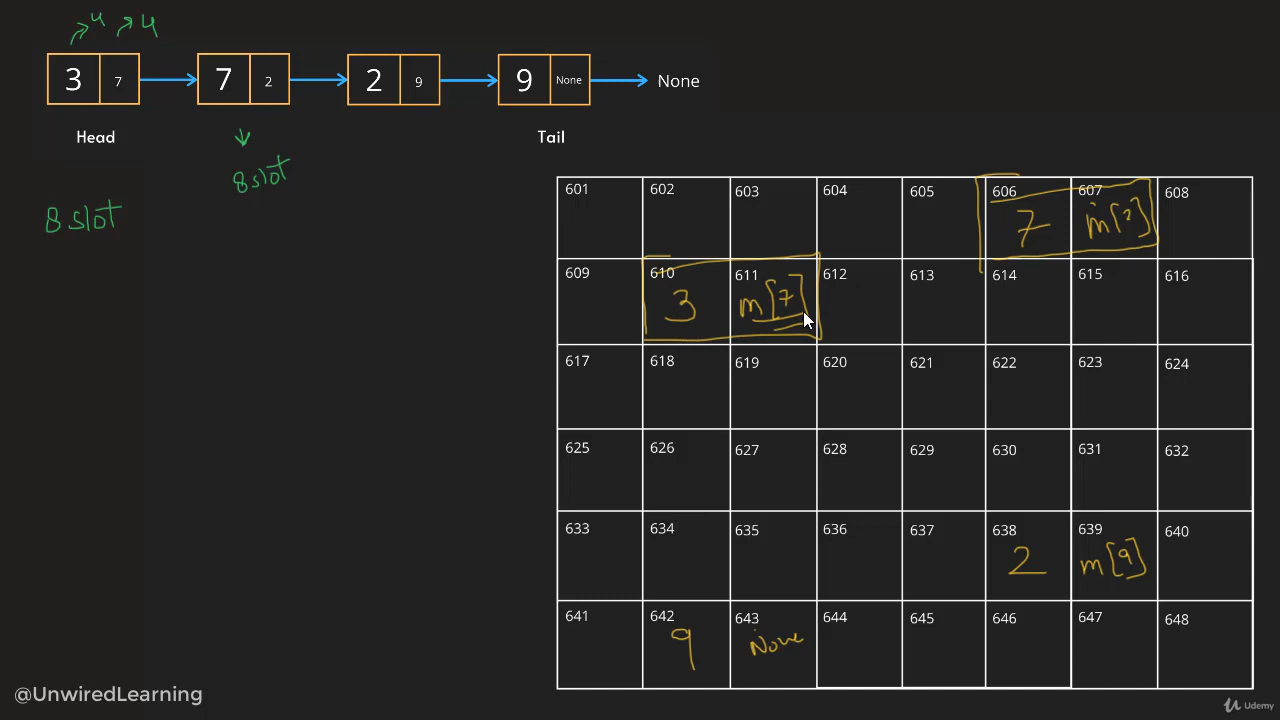 4 4
3 7 7 2 2 9 9 None None
Head Tail
8 slot
8 slot
601 602 603 604 605 606 607 608
7 m[2]
609 610 611 612 613 614 615 616
3 m[7]
617 618 619 620 621 622 623 624
625 626 627 628 629 630 631 632
633 634 635 636 637 638 639 640
2 m[9]
641 642 643 644 645 646 647 648
9 None
@UnwiredLearning
Udemy